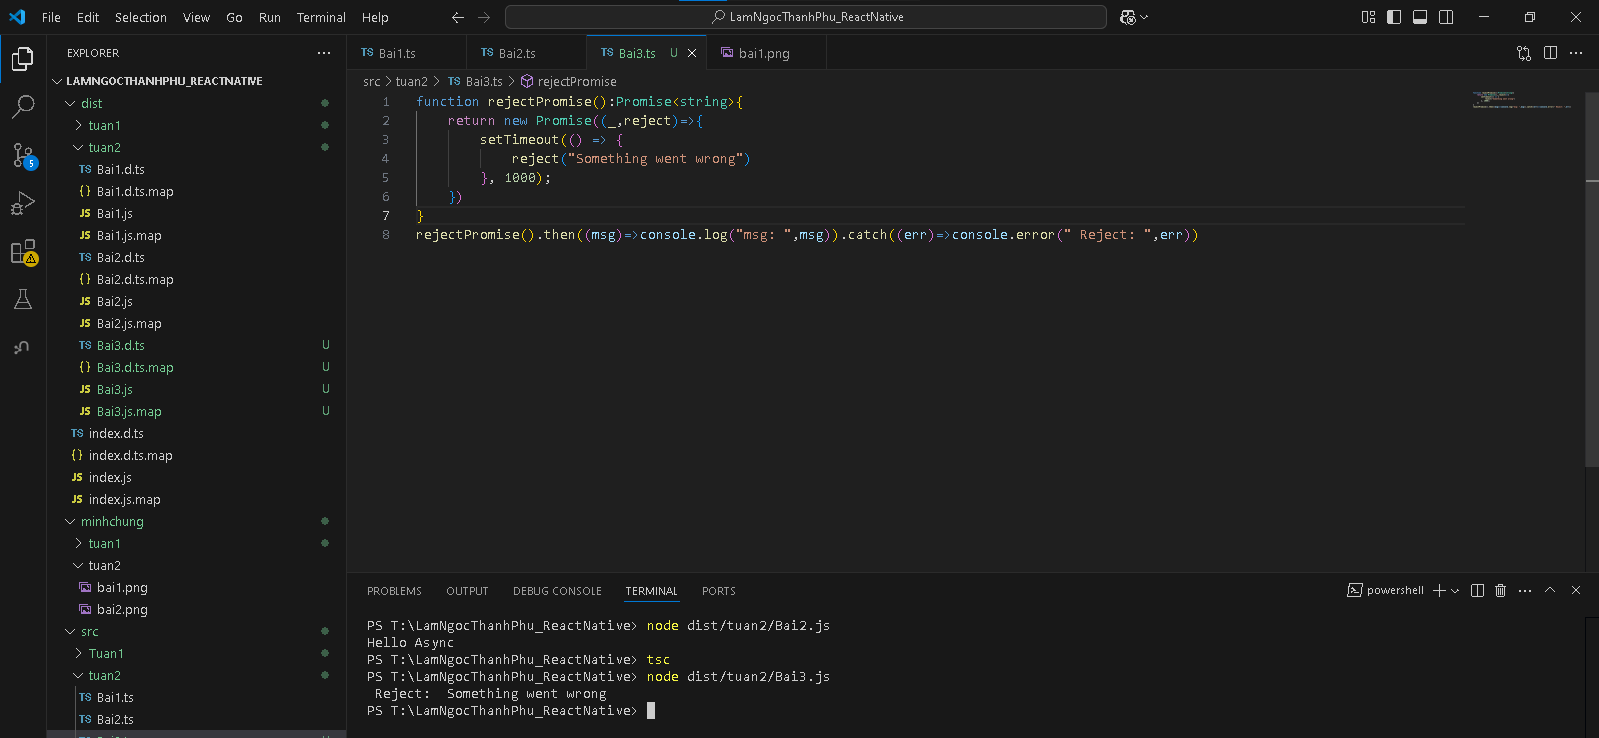 File Edit Selection View Go Run Terminal Help
LamNgocThanhPhu_ReactNative
EXPLORER
LAMNGOCTHANHPHU_REACTNATIVE
dist
tuan1
tuan2
TS Bai1.d.ts
{} Bai1.d.ts.map
JS Bai1.js
JS Bai1.js.map
TS Bai2.d.ts
{} Bai2.d.ts.map
JS Bai2.js
JS Bai2.js.map
TS Bai3.d.ts U
{} Bai3.d.ts.map U
JS Bai3.js U
JS Bai3.js.map U
TS index.d.ts
{} index.d.ts.map
JS index.js
JS index.js.map
minhchung
tuan1
tuan2
bai1.png
bai2.png
src
Tuan1
tuan2
TS Bai1.ts
TS Bai2.ts
5
TS Bai1.ts
TS Bai2.ts
TS Bai3.ts U
bai1.png
src > tuan2 > TS Bai3.ts > rejectPromise
1 function rejectPromise():Promise<string>{
2 return new Promise((_,reject)=>{
3 setTimeout(() => {
4 reject("Something went wrong")
5 }, 1000);
6 })
7 }
8 rejectPromise().then((msg)=>console.log("msg: ",msg)).catch((err)=>console.error(" Reject: ",err))
PROBLEMS OUTPUT DEBUG CONSOLE TERMINAL PORTS
powershell
PS T:\LamNgocThanhPhu_ReactNative> node dist/tuan2/Bai2.js
Hello Async
PS T:\LamNgocThanhPhu_ReactNative> tsc
PS T:\LamNgocThanhPhu_ReactNative> node dist/tuan2/Bai3.js
Reject:  Something went wrong
PS T:\LamNgocThanhPhu_ReactNative>